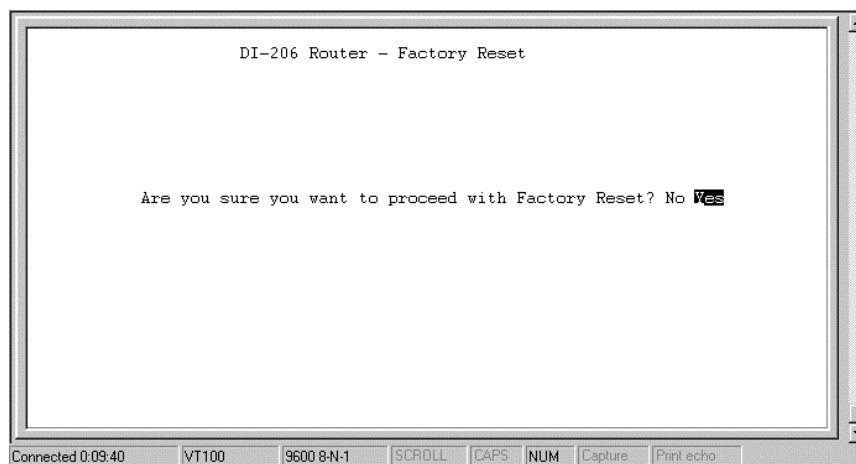 DI-206 Router - Factory Reset
Are you sure you want to proceed with Factory Reset? No Yes
Connected 0:09:40 VT100 9600 8-N-1 SCROLL CAPS NUM Capture Print echo